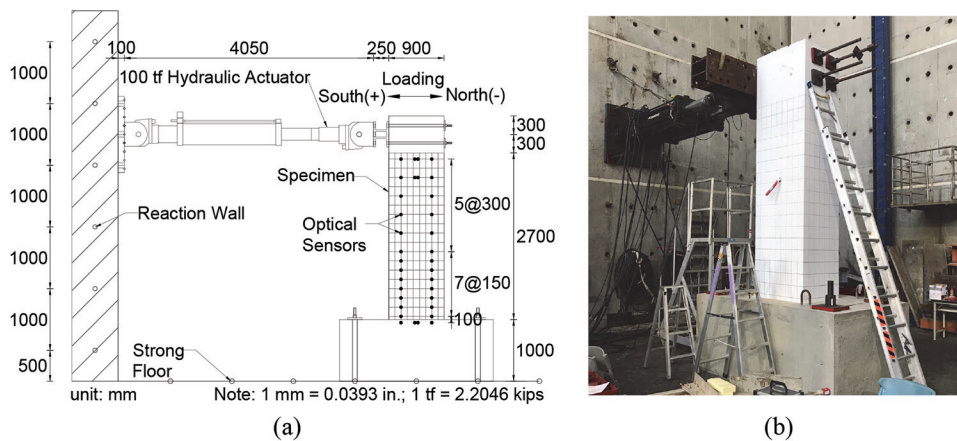 100
4050
250
900
100 tf Hydraulic Actuator
Loading
South(+)
North(-)
300
300
Specimen
Optical
Sensors
5@300
2700
7@150
100
1000
Reaction Wall
1000
1000
1000
1000
1000
500
Strong
Floor
unit: mm
Note: 1 mm = 0.0393 in.; 1 tf = 2.2046 kips
(a)
(b)